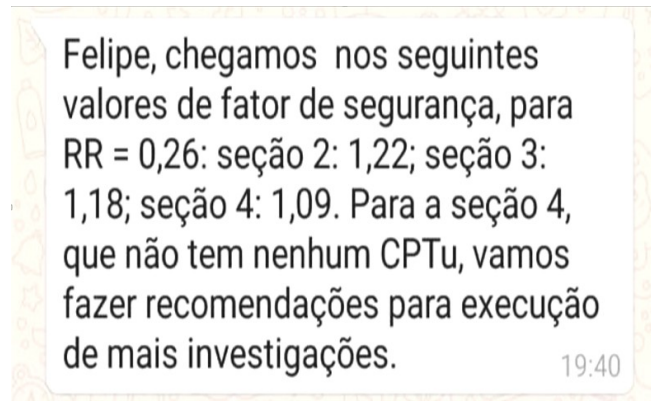 Felipe, chegamos nos seguintes
valores de fator de segurança, para
RR = 0,26: seção 2: 1,22; seção 3:
1,18; seção 4: 1,09. Para a seção 4,
que não tem nenhum CPTu, vamos
fazer recomendações para execução
de mais investigações.
19:40